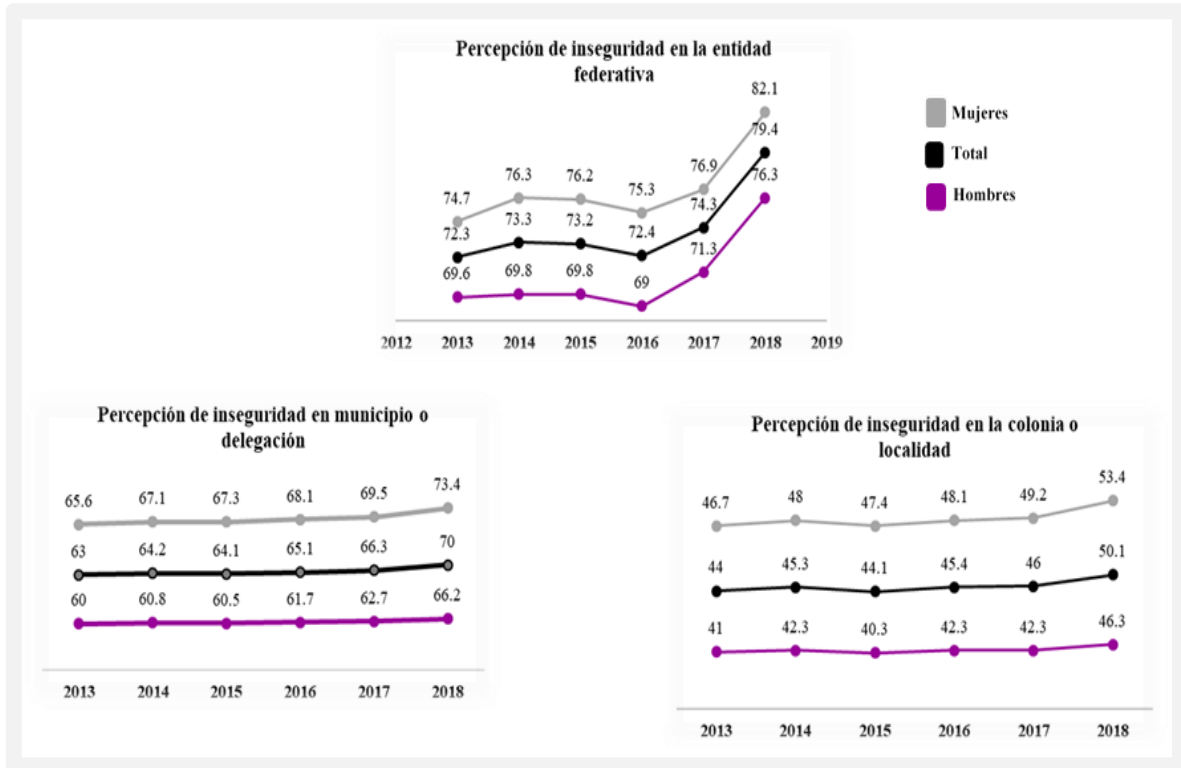 Percepción de inseguridad en la entidad
federativa
82.1
79.4
76.3
76.9
74.3
71.3
76.3
76.2
75.3
74.7
73.3
73.2
72.4
72.3
69.6
69.8
69.8
69
2012 2013 2014 2015 2016 2017 2018 2019
Mujeres
Total
Hombres
Percepción de inseguridad en municipio o
delegación
65.6 67.1 67.3 68.1 69.5 73.4
63 64.2 64.1 65.1 66.3 70
60 60.8 60.5 61.7 62.7 66.2
2013 2014 2015 2016 2017 2018
Percepción de inseguridad en la colonia o
localidad
46.7 48 47.4 48.1 49.2 53.4
44 45.3 44.1 45.4 46 50.1
41 42.3 40.3 42.3 42.3 46.3
2013 2014 2015 2016 2017 2018